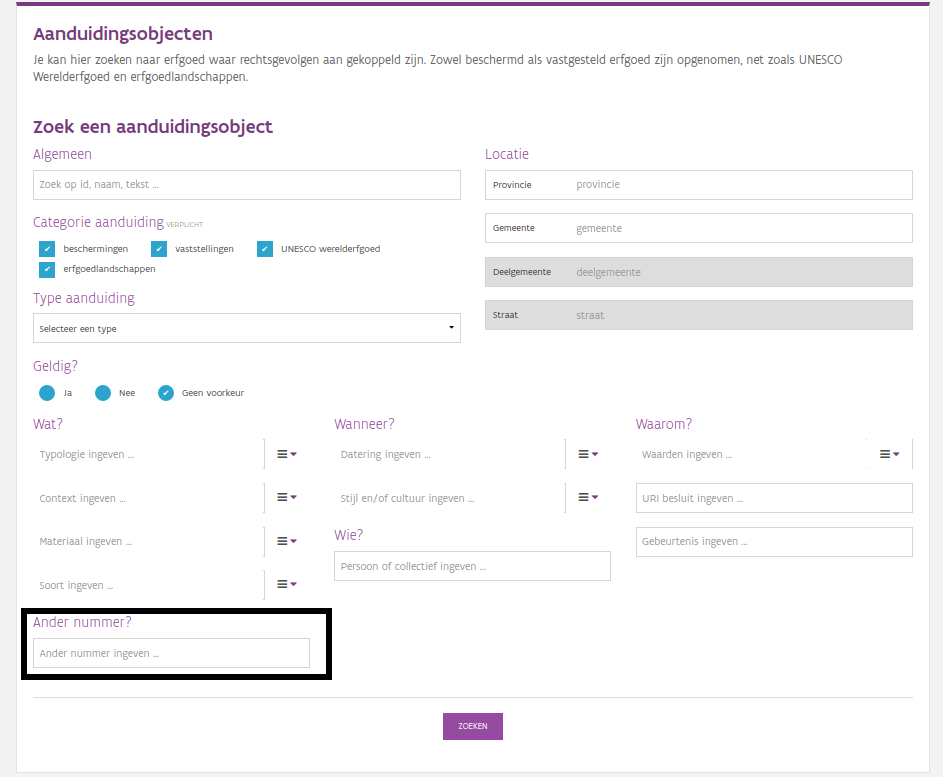 Aanduidingsobjecten
Je kan hier zoeken naar erfgoed waar rechtsgevolgen aan gekoppeld zijn. Zowel beschermd als vastgesteld erfgoed zijn opgenomen, net zoals UNESCO
Werelderfgoed en erfgoedlandschappen.
Zoek een aanduidingsobject
Algemeen
Zoek op id, naam, tekst ...
Categorie aanduiding VERPLICHT
beschermingen vaststellingen UNESCO werelderfgoed
erfgoedlandschappen
Type aanduiding
Selecteer een type
Geldig?
Ja Nee Geen voorkeur
Locatie
Provincie provincie
Gemeente gemeente
Deelgemeente deelgemeente
Straat straat
Wat?
Typologie ingeven ...
Context ingeven ...
Materiaal ingeven ...
Soort ingeven ...
Ander nummer?
Ander nummer ingeven ...
Wanneer?
Datering ingeven ...
Stijl en/of cultuur ingeven ...
Wie?
Persoon of collectief ingeven ...
Waarom?
Waarden ingeven ...
URI besluit ingeven ...
Gebeurtenis ingeven ...
ZOEKEN